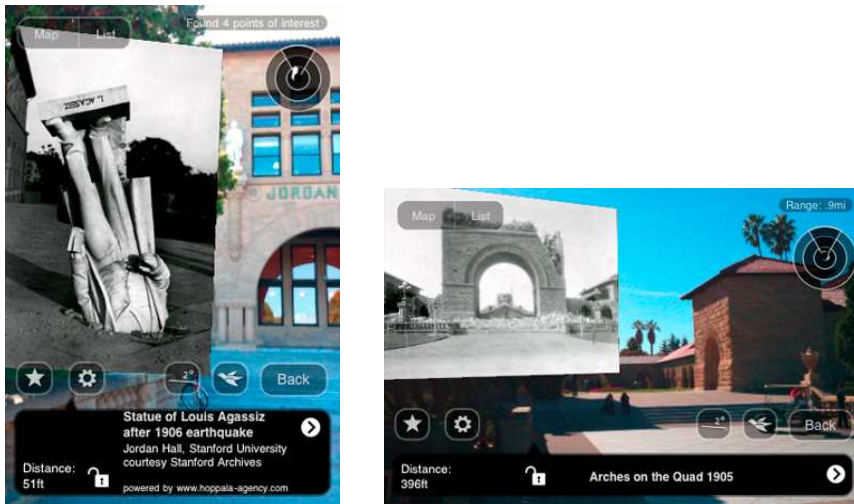 Found 4 points of interest
Map List
L. AGASSIZ
JORDAN
2°
Back
Statue of Louis Agassiz
after 1906 earthquake
Jordan Hall, Stanford University
courtesy Stanford Archives
powered by www.hoppala-agency.com
Distance:
51ft
Map List
Range: .9mi
2°
Back
Distance:
396ft
Arches on the Quad 1905